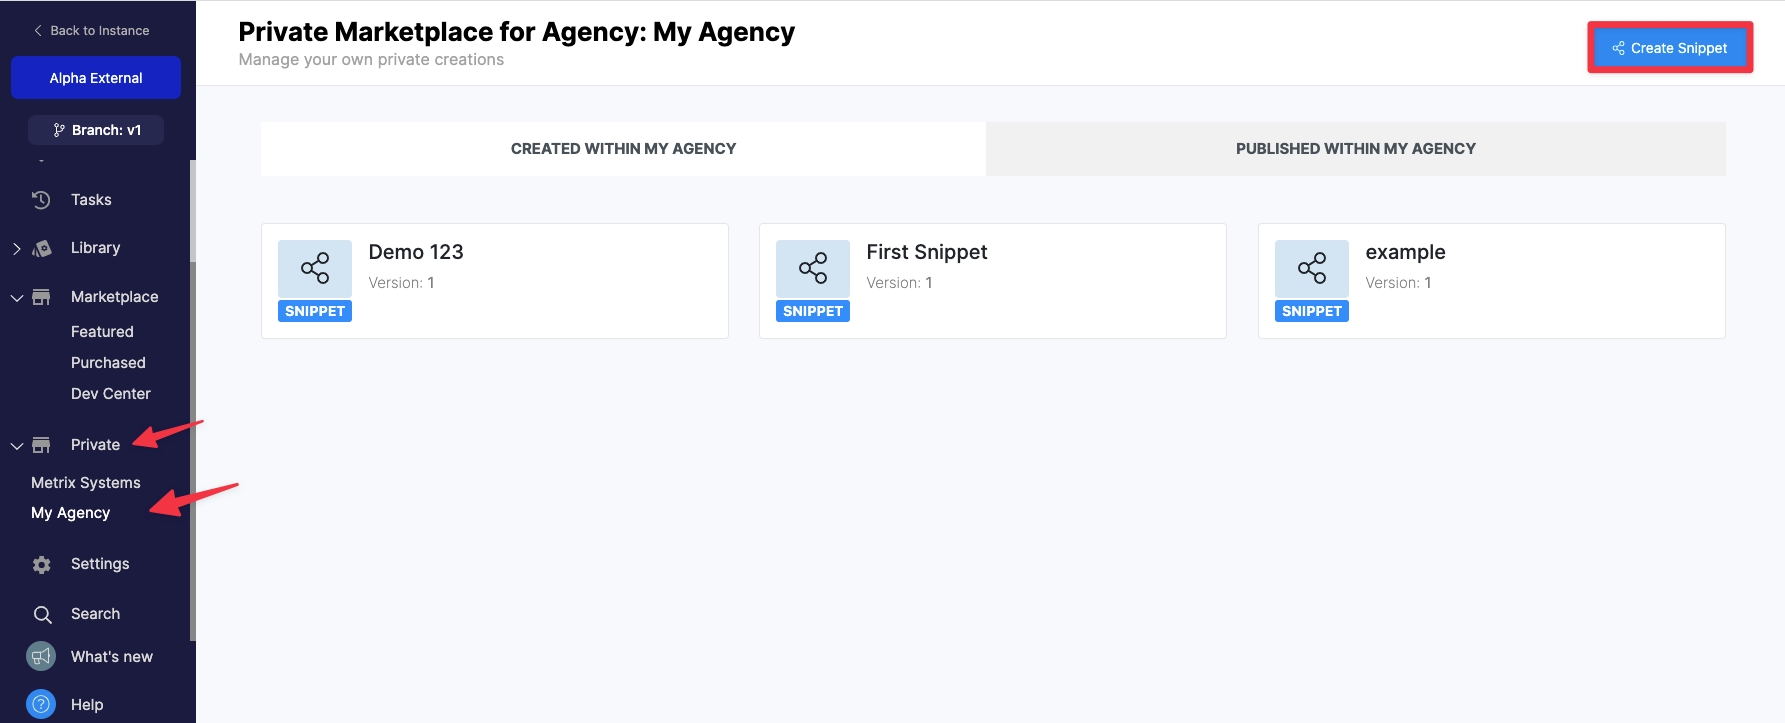 Back to Instance
Alpha External
Branch: v1
Tasks
Library
Marketplace
Featured
Purchased
Dev Center
Private
Metrix Systems
My Agency
Settings
Search
What's new
Help
Private Marketplace for Agency: My Agency
Manage your own private creations
Create Snippet
CREATED WITHIN MY AGENCY
PUBLISHED WITHIN MY AGENCY
Demo 123
Version: 1
SNIPPET
First Snippet
Version: 1
SNIPPET
example
Version: 1
SNIPPET